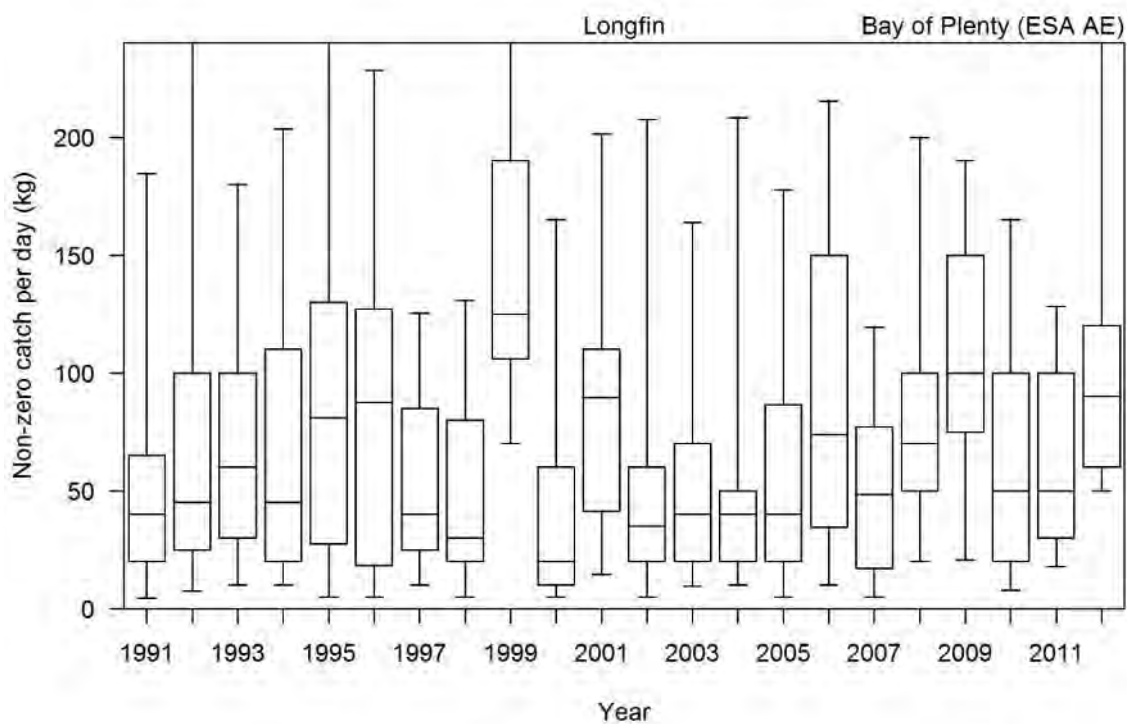 Longfin Bay of Plenty (ESA AE)
Non-zero catch per day (kg)
200
150
100
50
0
1991 1993 1995 1997 1999 2001 2003 2005 2007 2009 2011
Year